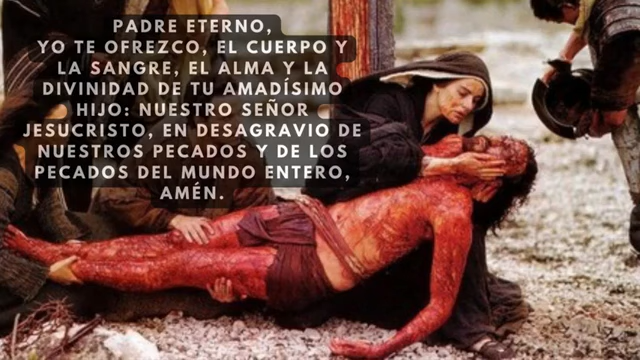 PADRE ETERNO,
YO TE OFREZCO, EL CUERPO Y
LA SANGRE, EL ALMA Y LA
DIVINIDAD DE TU AMADÍSIMO
HIJO: NUESTRO SEÑOR
JESUCRISTO, EN DESAGRAVIO DE
NUESTROS PECADOS Y DE LOS
PECADOS DEL MUNDO ENTERO,
AMÉN.